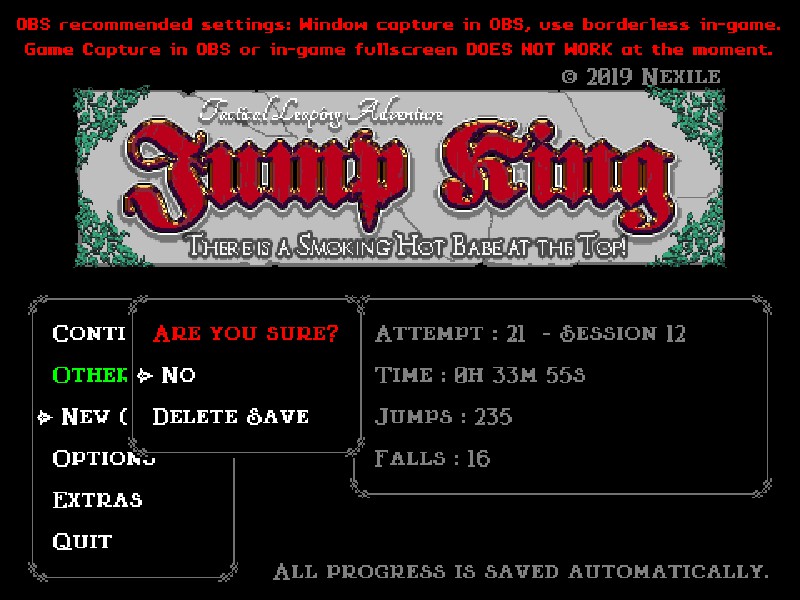 OBS recommended settings: Window capture in OBS, use borderless in-game.
Game Capture in OBS or in-game fullscreen DOES NOT WORK at the moment.
© 2019 Nexile
Tactical Leaping Adventure
Jump King
There is a Smoking Hot Babe at the Top!
Conti
Other
New (
Options
Extras
Quit
Are you sure?
No
Delete Save
Attempt : 21 - Session 12
Time : 0h 33m 55s
Jumps : 235
Falls : 16
All progress is saved automatically.